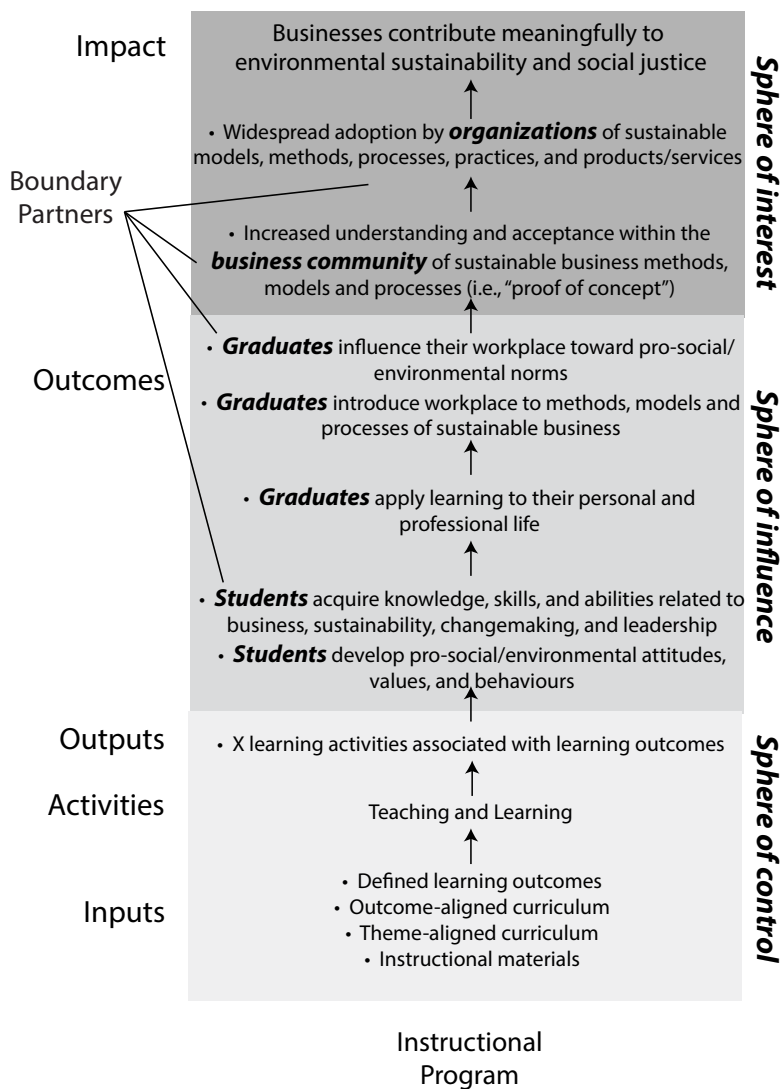 Impact
Businesses contribute meaningfully to
environmental sustainability and social justice
• Widespread adoption by organizations of sustainable
models, methods, processes, practices, and products/services
Boundary
Partners
• Increased understanding and acceptance within the
business community of sustainable business methods,
models and processes (i.e., “proof of concept”)
Sphere of interest
Outcomes
• Graduates influence their workplace toward pro-social/
environmental norms
• Graduates introduce workplace to methods, models and
processes of sustainable business
• Graduates apply learning to their personal and
professional life
• Students acquire knowledge, skills, and abilities related to
business, sustainability, changemaking, and leadership
• Students develop pro-social/environmental attitudes,
values, and behaviours
Sphere of influence
Outputs
• X learning activities associated with learning outcomes
Activities
Teaching and Learning
Inputs
• Defined learning outcomes
• Outcome-aligned curriculum
• Theme-aligned curriculum
• Instructional materials
Sphere of control
Instructional
Program